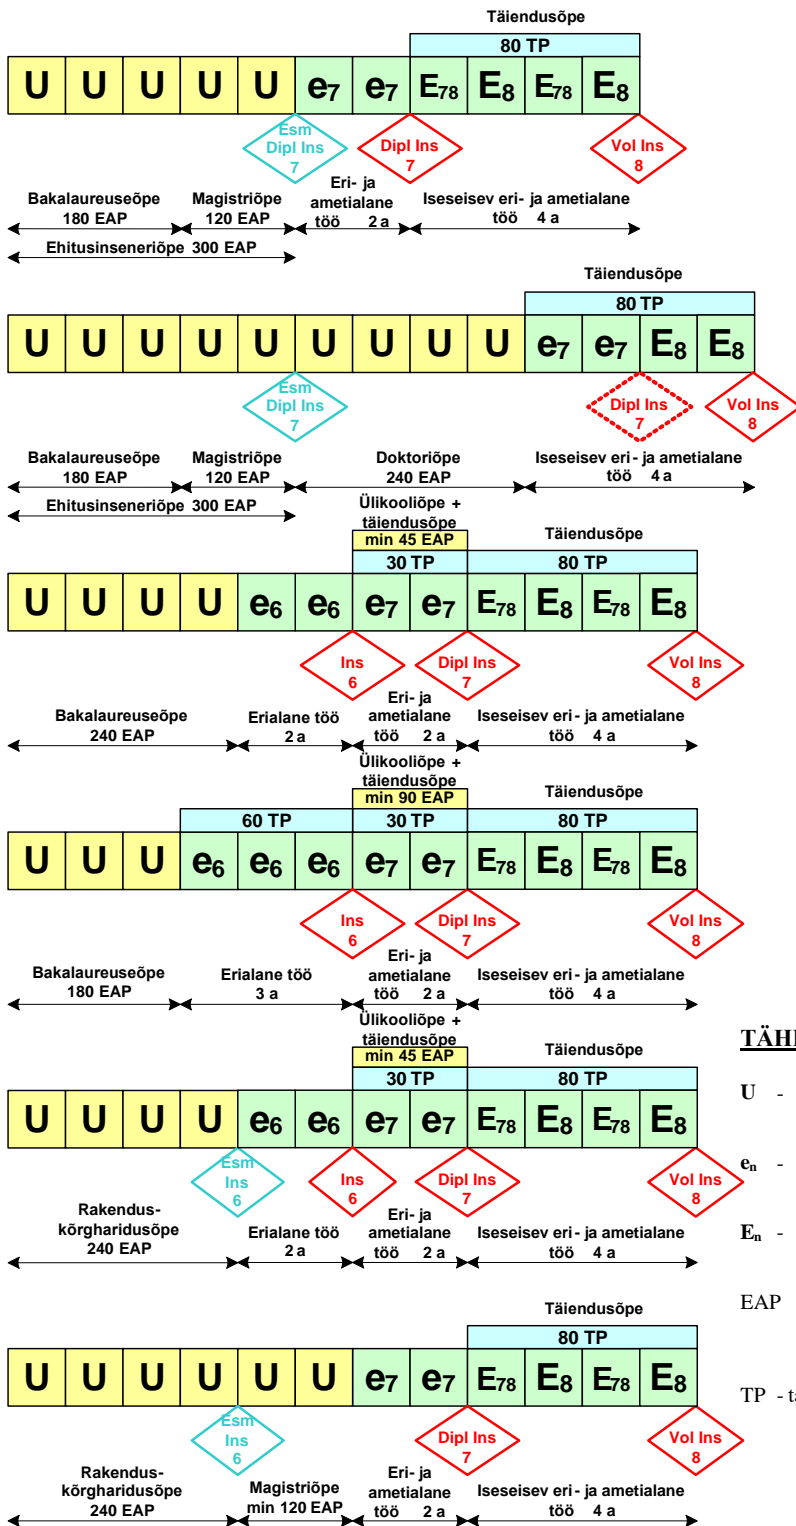 Täiendusõpe
80 TP
U U U U U e7 e7 E78 E8 E78 E8
Esm
Dipl Ins
7
Dipl Ins
7
Vol Ins
8
Bakalaureuseõpe
180 EAP
Magistriõpe
120 EAP
Eri- ja
ametialane
töö 2 a
Iseseisev eri- ja ametialane
töö 4 a
Ehitusinseneriõpe 300 EAP
Täiendusõpe
80 TP
U U U U U U U U U e7 e7 E8 E8
Esm
Dipl Ins
7
Dipl Ins
7
Vol Ins
8
Bakalaureuseõpe
180 EAP
Magistriõpe
120 EAP
Doktoriõpe
240 EAP
Iseseisev eri- ja ametialane
töö 4 a
Ehitusinseneriõpe 300 EAP
Ülikooliõpe +
täiendusõpe
min 45 EAP
30 TP
Täiendusõpe
80 TP
U U U U e6 e6 e7 e7 E78 E8 E78 E8
Ins
6
Dipl Ins
7
Vol Ins
8
Bakalaureuseõpe
240 EAP
Erialane töö
2 a
Eri- ja
ametialane
töö 2 a
Iseseisev eri- ja ametialane
töö 4 a
Ülikooliõpe +
täiendusõpe
min 90 EAP
60 TP
30 TP
Täiendusõpe
80 TP
U U U e6 e6 e6 e7 e7 E78 E8 E78 E8
Ins
6
Dipl Ins
7
Vol Ins
8
Bakalaureuseõpe
180 EAP
Erialane töö
3 a
Eri- ja
ametialane
töö 2 a
Iseseisev eri- ja ametialane
töö 4 a
Ülikooliõpe +
täiendusõpe
min 45 EAP
30 TP
Täiendusõpe
80 TP
U U U U e6 e6 e7 e7 E78 E8 E78 E8
Esm
Ins
6
Ins
6
Dipl Ins
7
Vol Ins
8
Rakendus-
kõrgharidusõpe
240 EAP
Erialane töö
2 a
Eri- ja
ametialane
töö 2 a
Iseseisev eri- ja ametialane
töö 4 a
Täiendusõpe
80 TP
U U U U U U e7 e7 E78 E8 E78 E8
Esm
Ins
6
Dipl Ins
7
Vol Ins
8
Rakendus-
kõrgharidusõpe
240 EAP
Magistriõpe
min 120 EAP
Eri- ja
ametialane
töö 2 a
Iseseisev eri- ja ametialane
töö 4 a
U -
en -
En -
EAP
TP -